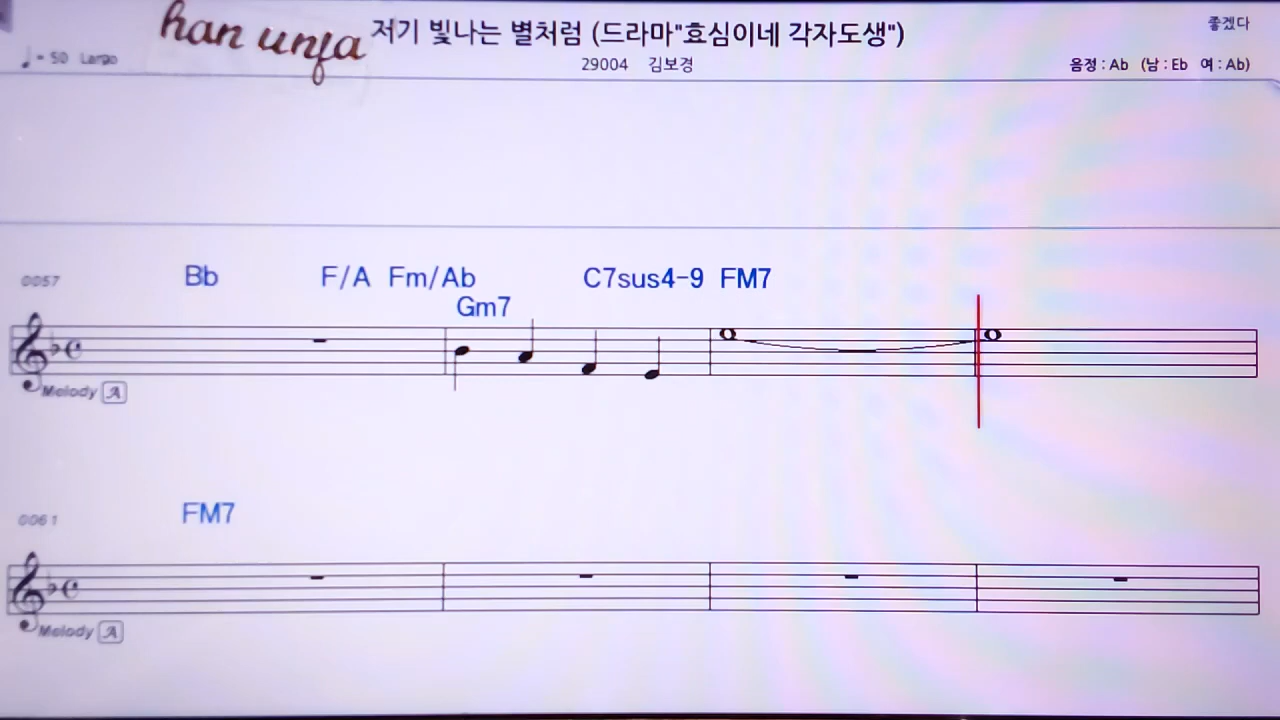 han unja 저기 빛나는 별처럼 (드라마"효심이네 각자도생")
좋겠다
♩= 50 Largo
29004 김보경
음정 : Ab (남 : Eb 여 : Ab)
0057 Bb F/A Fm/Ab C7sus4-9 FM7
Gm7
Melody A
0061 FM7
Melody A